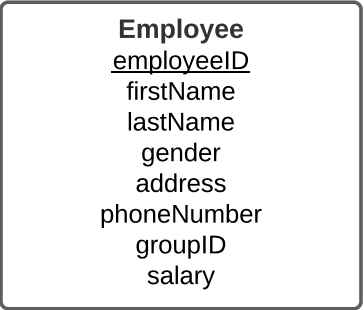 Employee
employeeID
firstName
lastName
gender
address
phoneNumber
groupID
salary